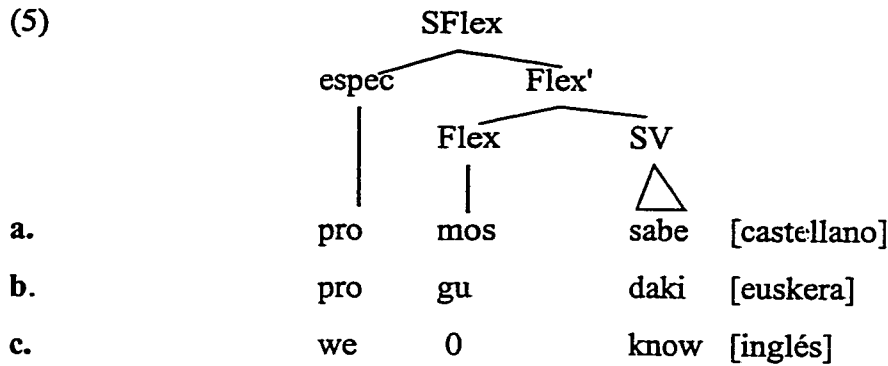 (5) SFlex
espec Flex'
Flex SV
a. pro mos sabe [castellano]
b. pro gu daki [euskera]
c. we 0 know [inglés]